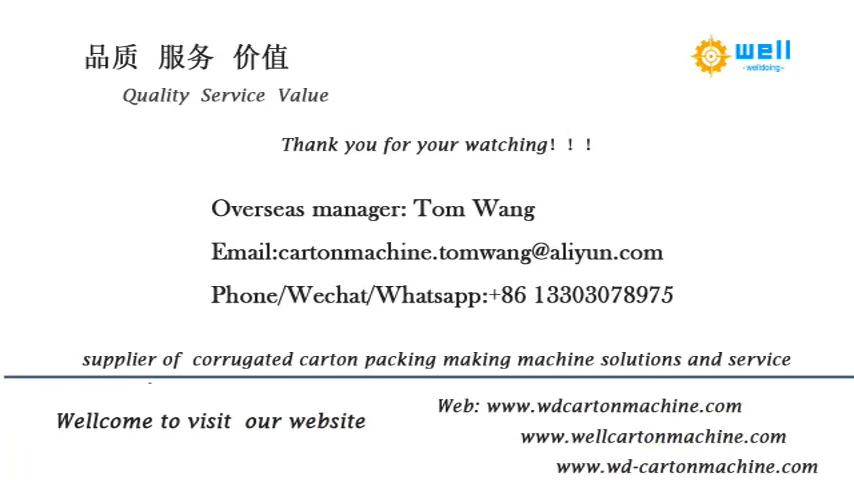 品质 服务 价值
well
-welldoing-
Quality Service Value
Thank you for your watching! ! !
Overseas manager: Tom Wang
Email:cartonmachine.tomwang@aliyun.com
Phone/Wechat/Whatsapp:+86 13303078975
supplier of corrugated carton packing making machine solutions and service
Wellcome to visit our website
Web: www.wdcartonmachine.com
www.wellcartonmachine.com
www.wd-cartonmachine.com